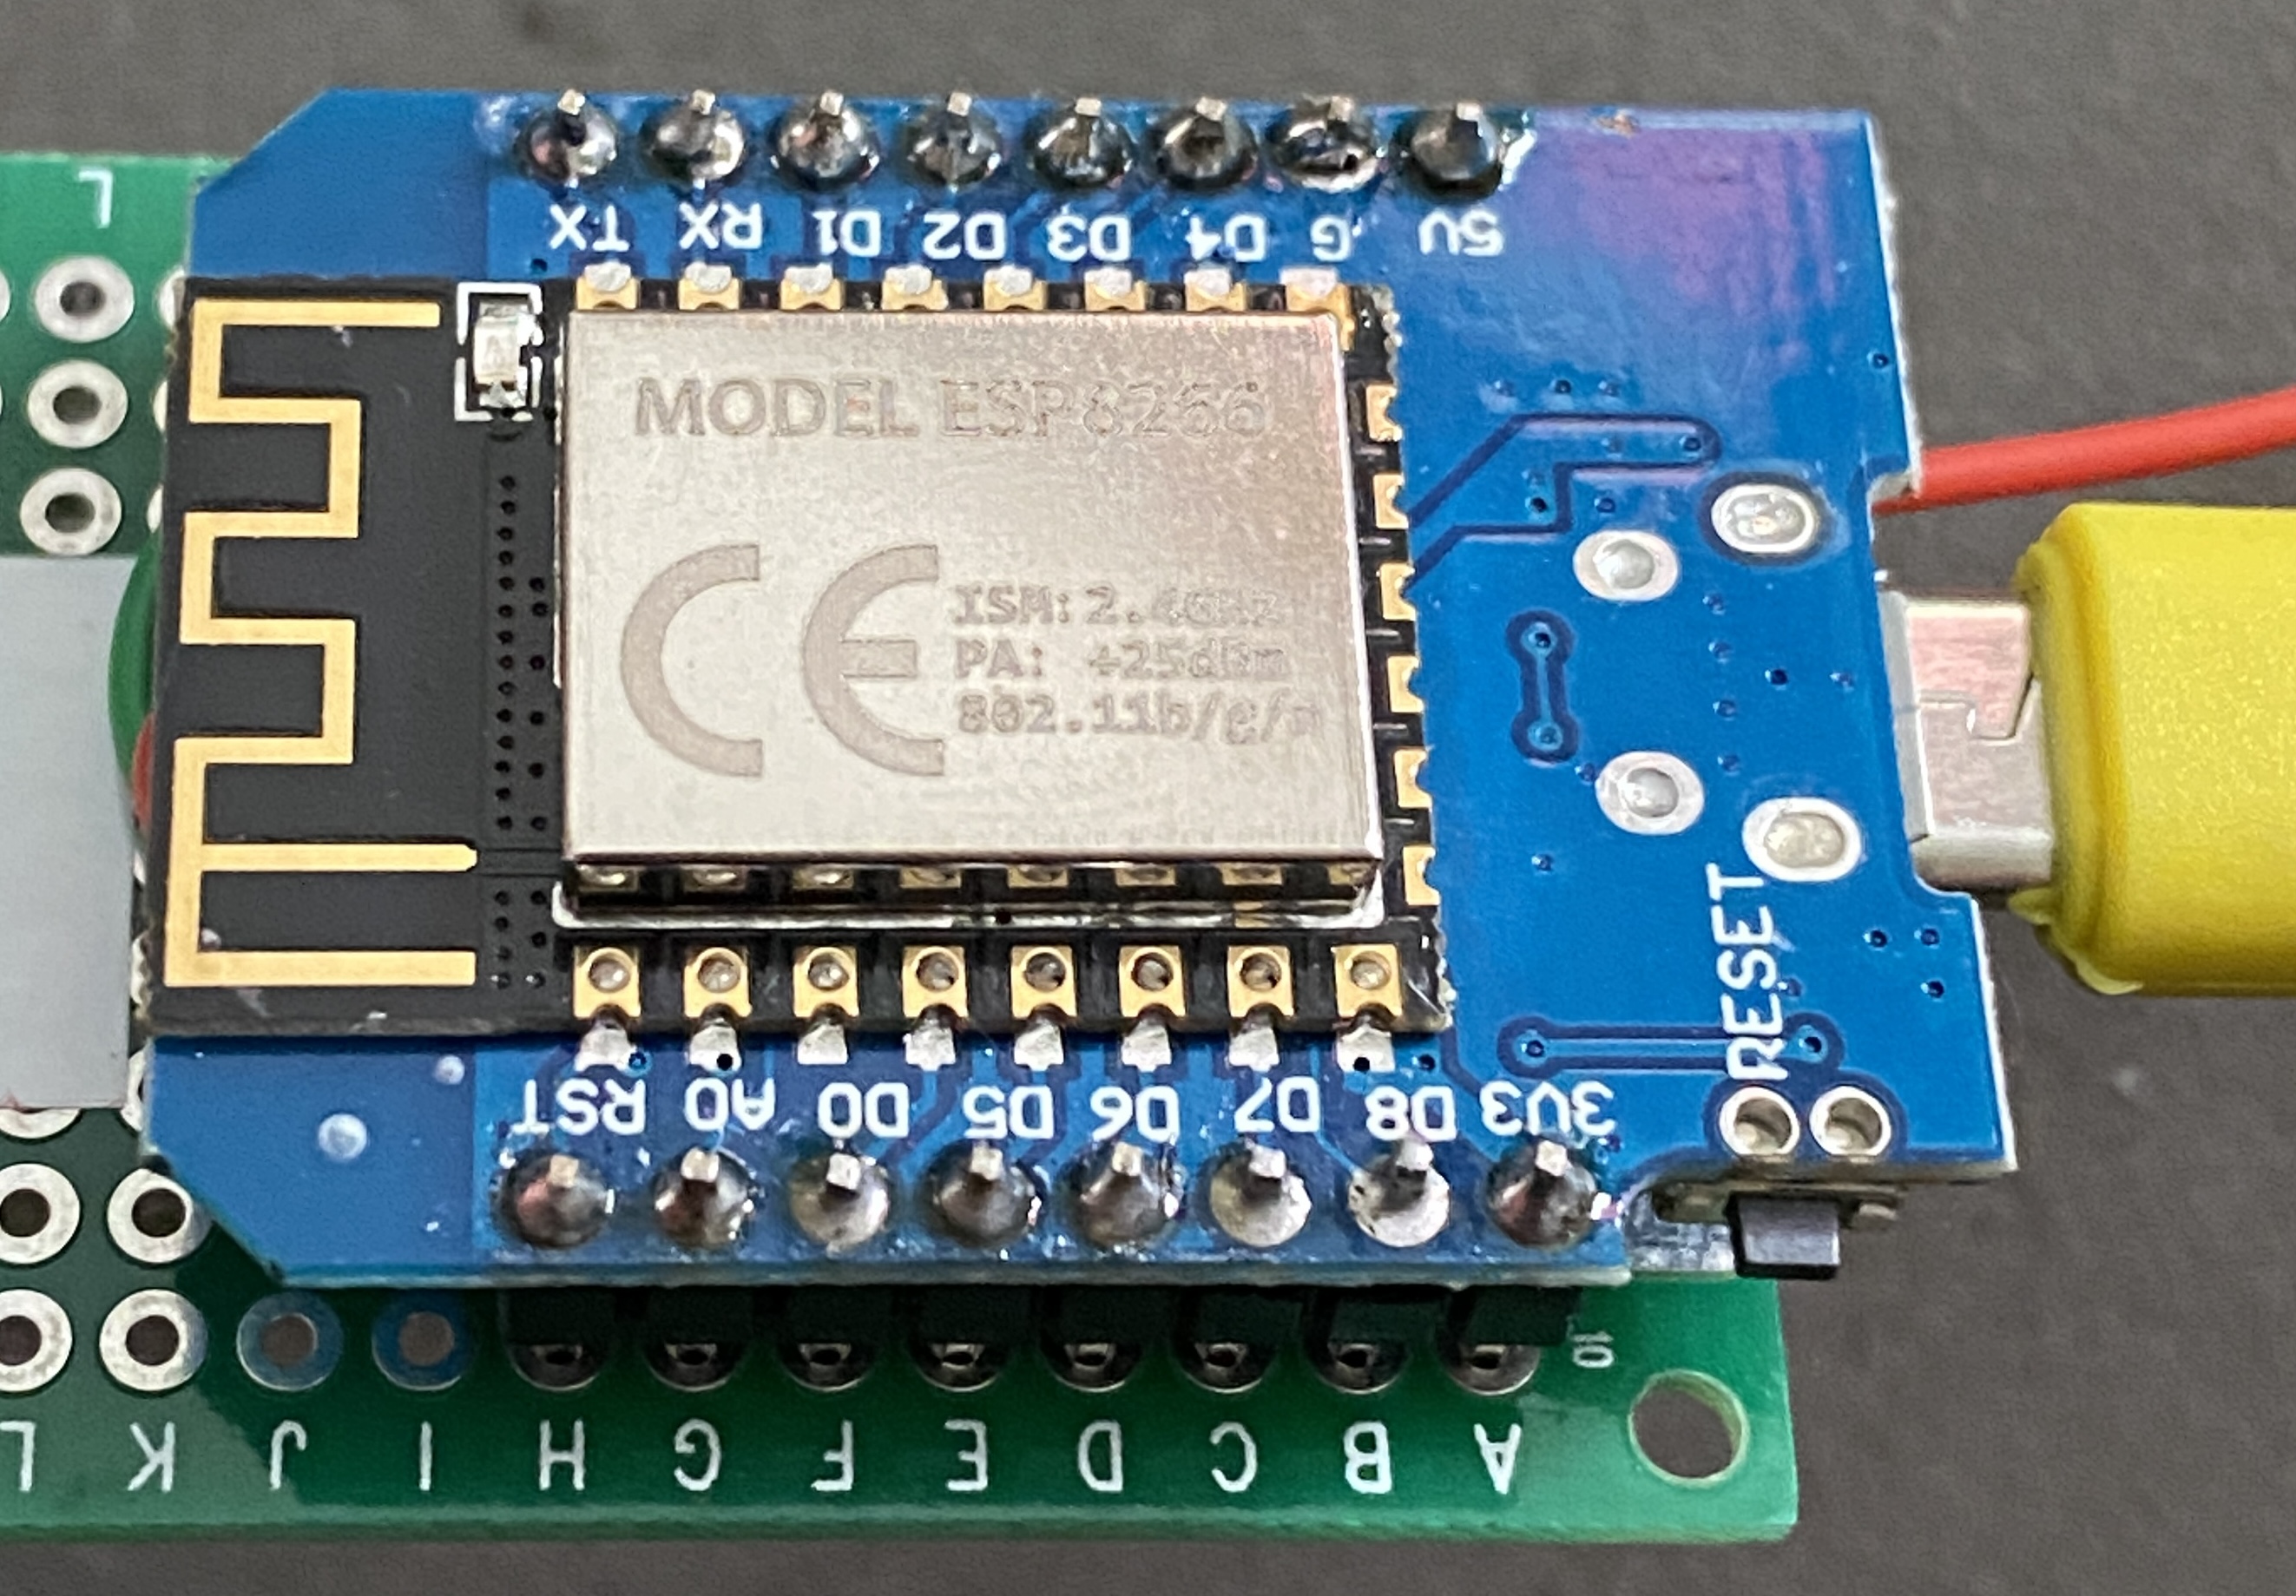 L
TX RX D1 D2 D3 D4 G 5V
MODEL ESP8266
CE
ISM: 2.4GHz
PA: +25dBm
802.11b/g/n
RESET
RST A0 D0 D5 D6 D7 D8 3V3
10
L K J I H G F E D C B A